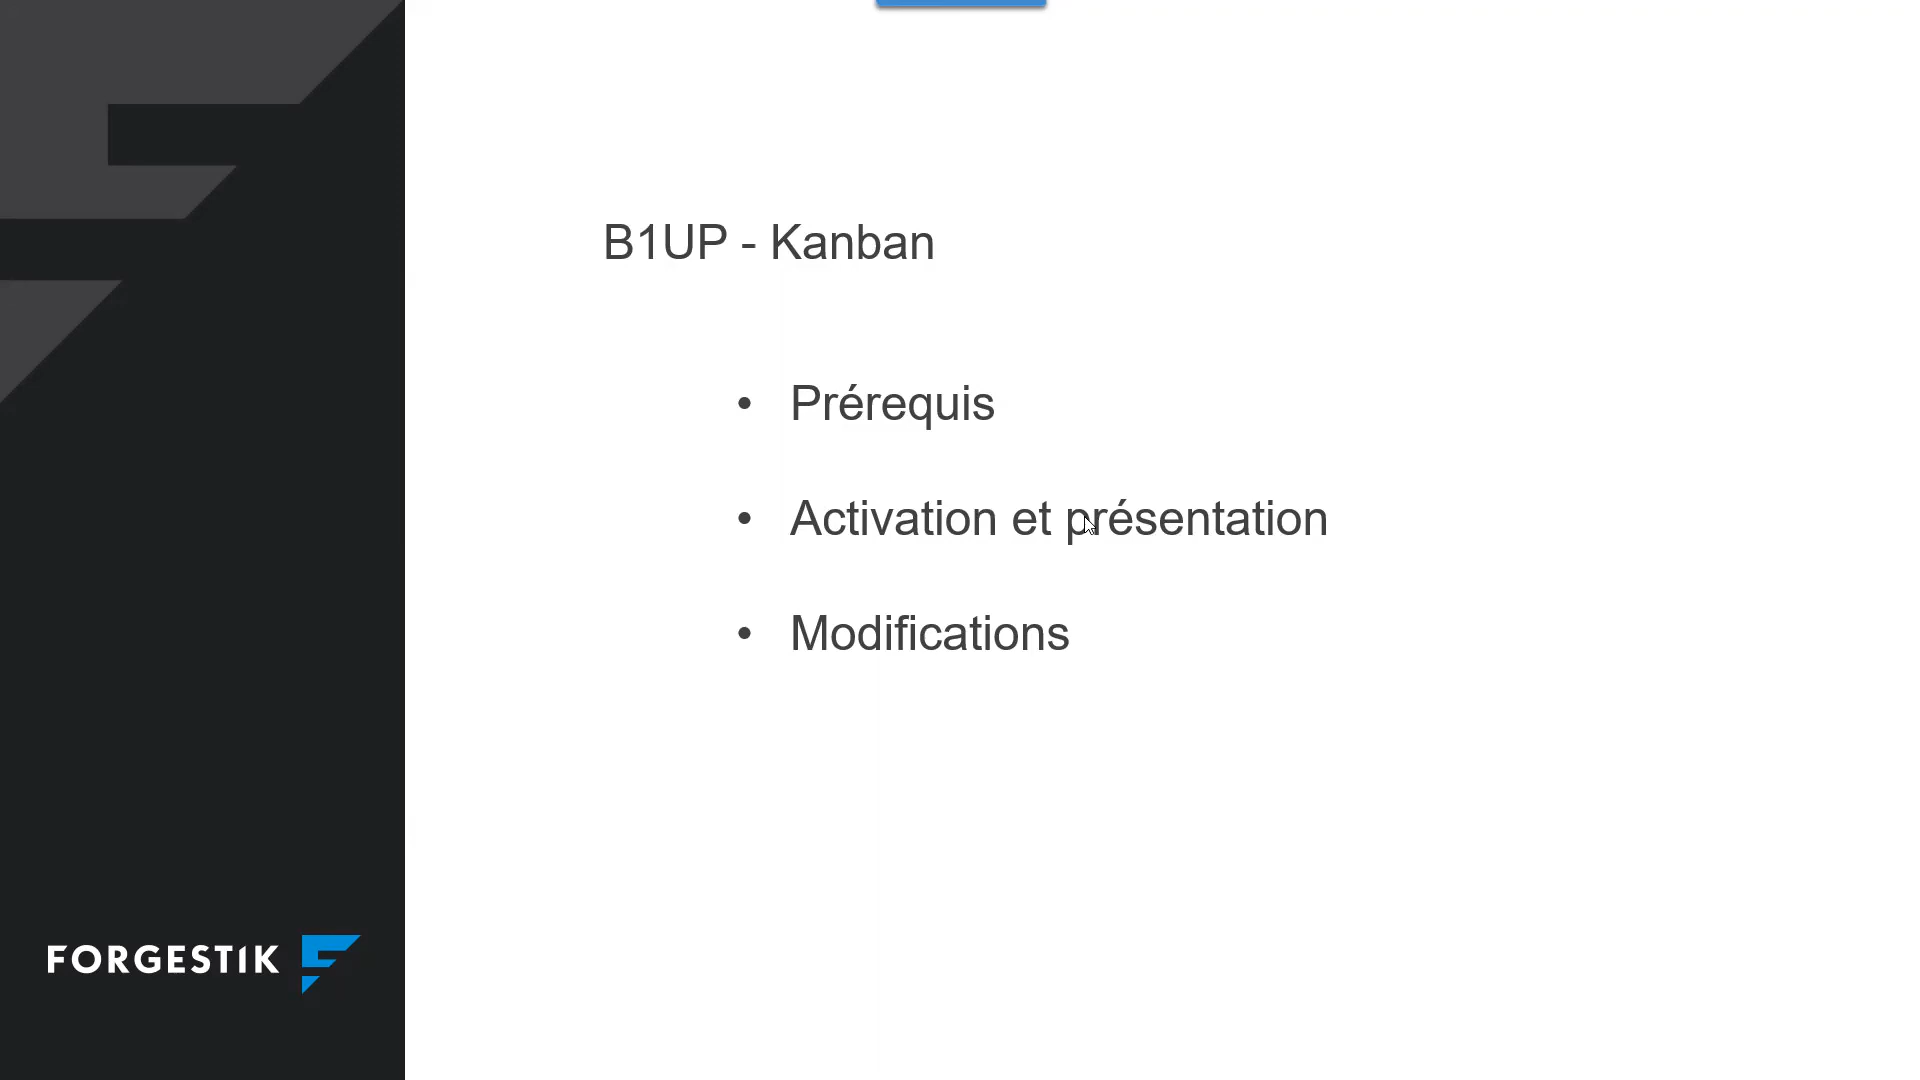 B1UP - Kanban
• Prérequis
• Activation et présentation
• Modifications
FORGESTIK